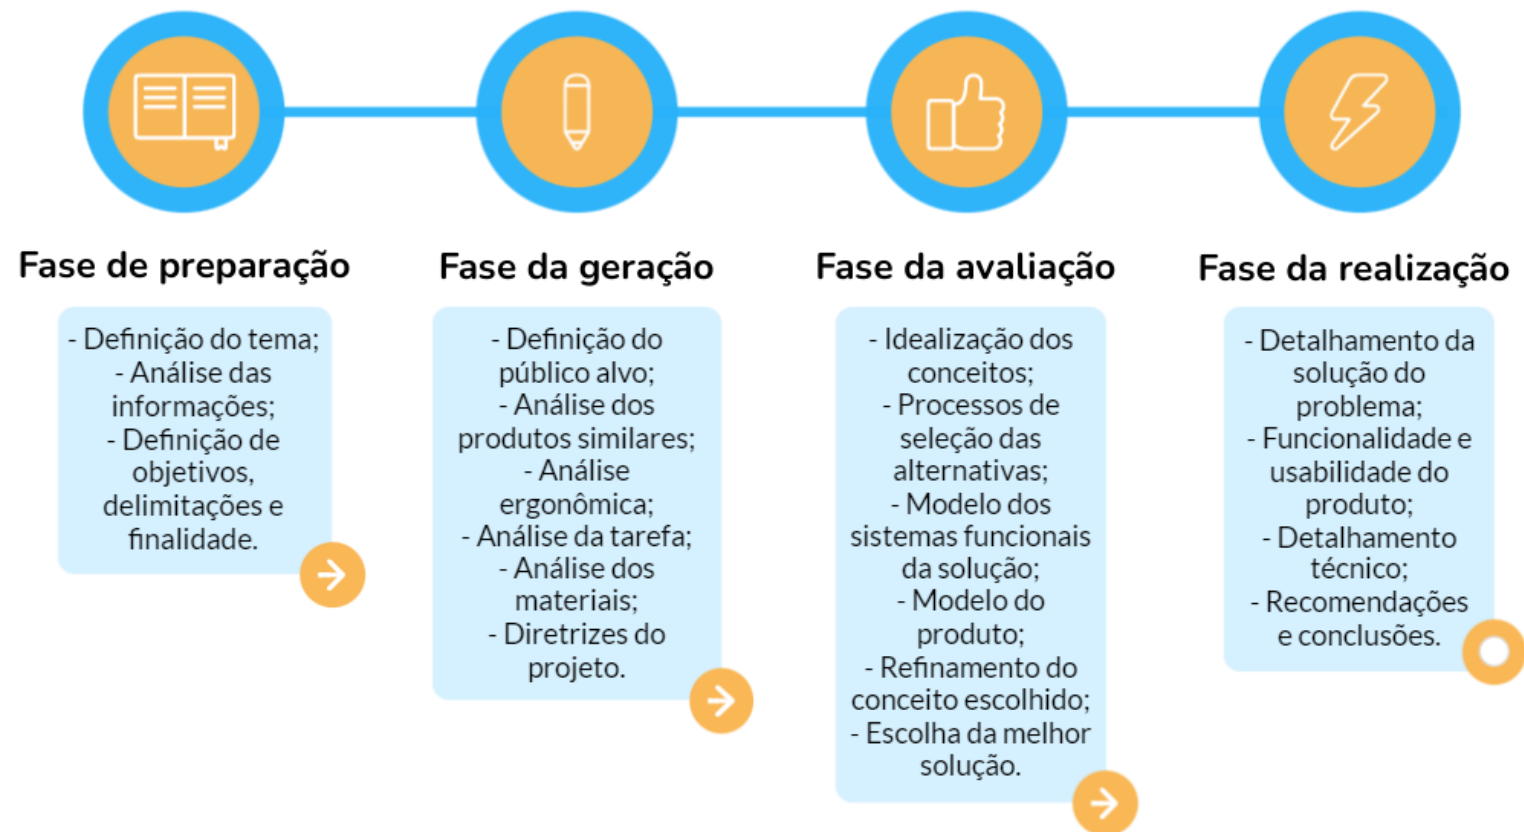 Fase de preparação
- Definição do tema;
- Análise das
informações;
- Definição de
objetivos,
delimitações e
finalidade.
Fase da geração
- Definição do
público alvo;
- Análise dos
produtos similares;
- Análise
ergonômica;
- Análise da tarefa;
- Análise dos
materiais;
- Diretrizes do
projeto.
Fase da avaliação
- Idealização dos
conceitos;
- Processos de
seleção das
alternativas;
- Modelo dos
sistemas funcionais
da solução;
- Modelo do
produto;
- Refinamento do
conceito escolhido;
- Escolha da melhor
solução.
Fase da realização
- Detalhamento da
solução do
problema;
- Funcionalidade e
usabilidade do
produto;
- Detalhamento
técnico;
- Recomendações
e conclusões.